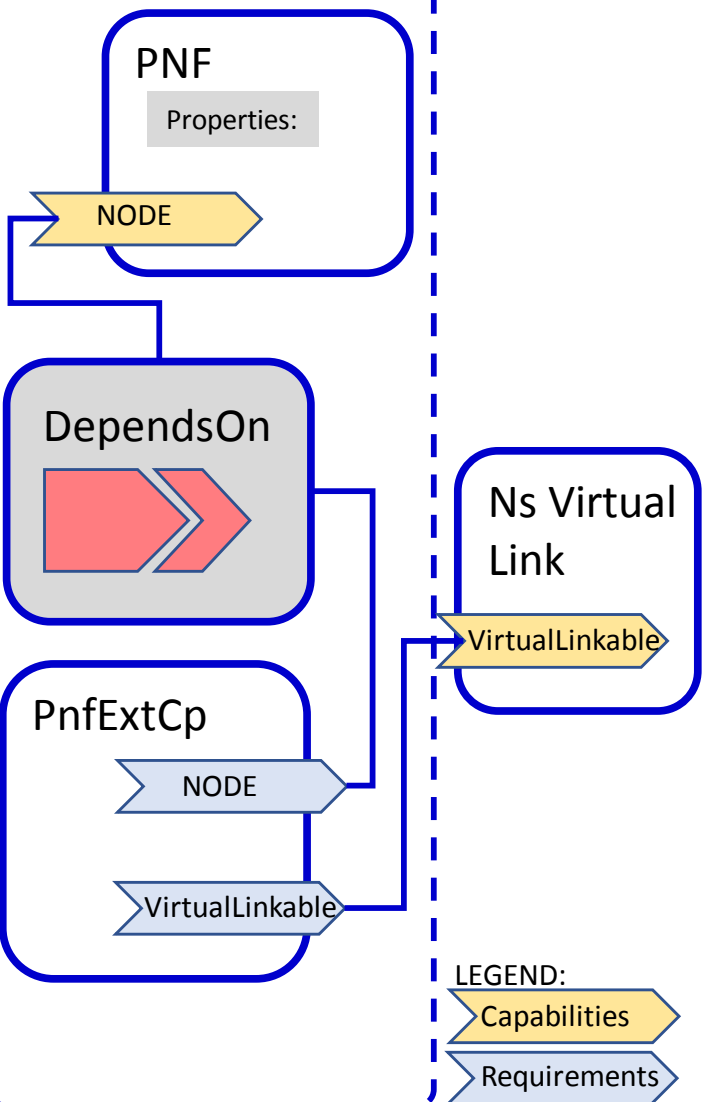 PNF
Properties:
NODE
DependsOn
Ns Virtual
Link
VirtualLinkable
PnfExtCp
NODE
VirtualLinkable
LEGEND:
Capabilities
Requirements